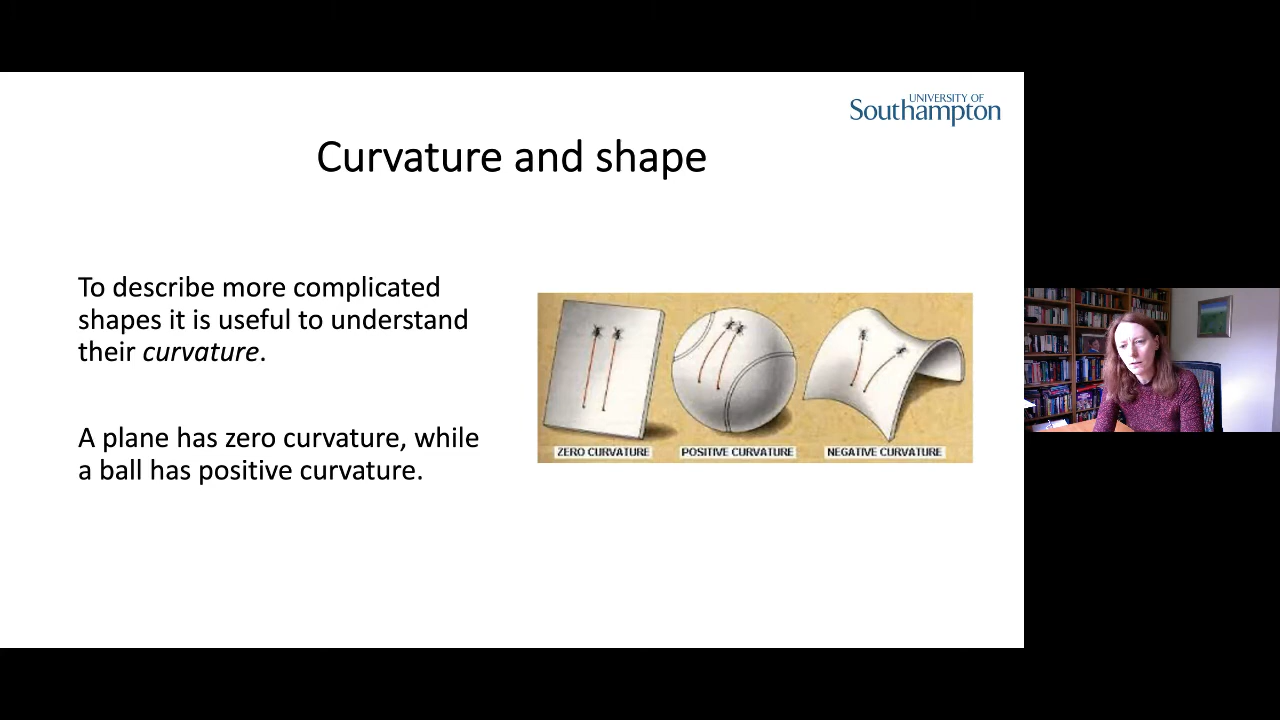 UNIVERSITY OF
Southampton
Curvature and shape
To describe more complicated
shapes it is useful to understand
their curvature.
A plane has zero curvature, while
a ball has positive curvature.
ZERO CURVATURE
POSITIVE CURVATURE
NEGATIVE CURVATURE